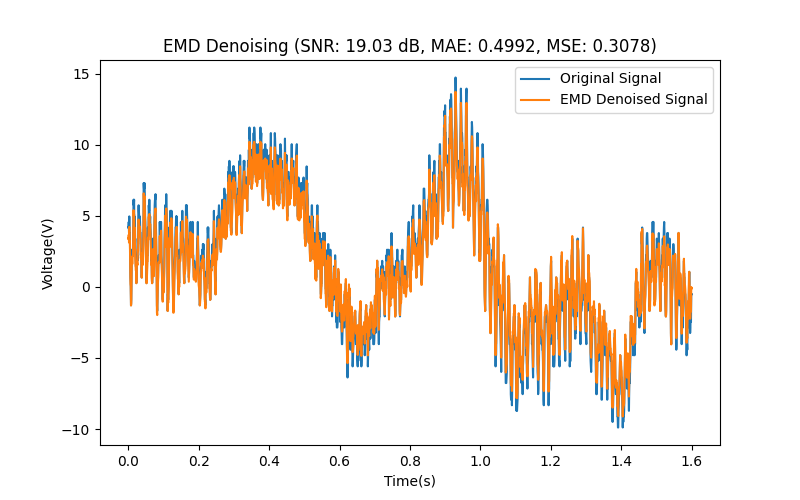 EMD Denoising (SNR: 19.03 dB, MAE: 0.4992, MSE: 0.3078)
Original Signal
EMD Denoised Signal
Voltage(V)
15
10
5
0
−5
−10
0.0 0.2 0.4 0.6 0.8 1.0 1.2 1.4 1.6
Time(s)